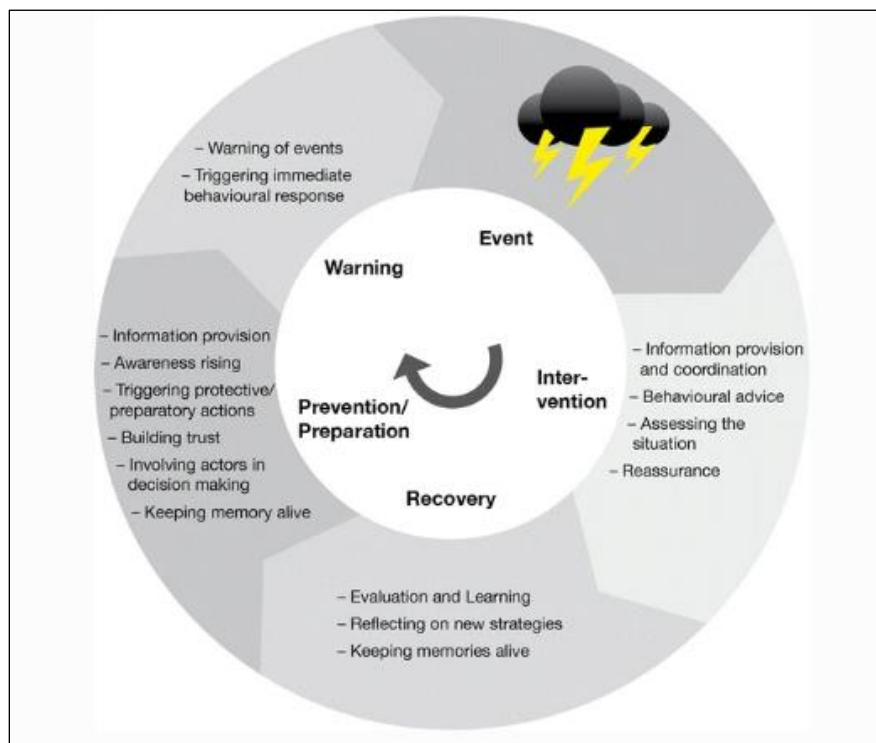 – Warning of events
– Triggering immediate
behavioural response
Event
Warning
– Information provision
– Awareness rising
– Triggering protective/
preparatory actions
– Building trust
– Involving actors in
decision making
– Keeping memory alive
Prevention/
Preparation
Inter-
vention
– Information provision
and coordination
– Behavioural advice
– Assessing the
situation
– Reassurance
Recovery
– Evaluation and Learning
– Reflecting on new strategies
– Keeping memories alive